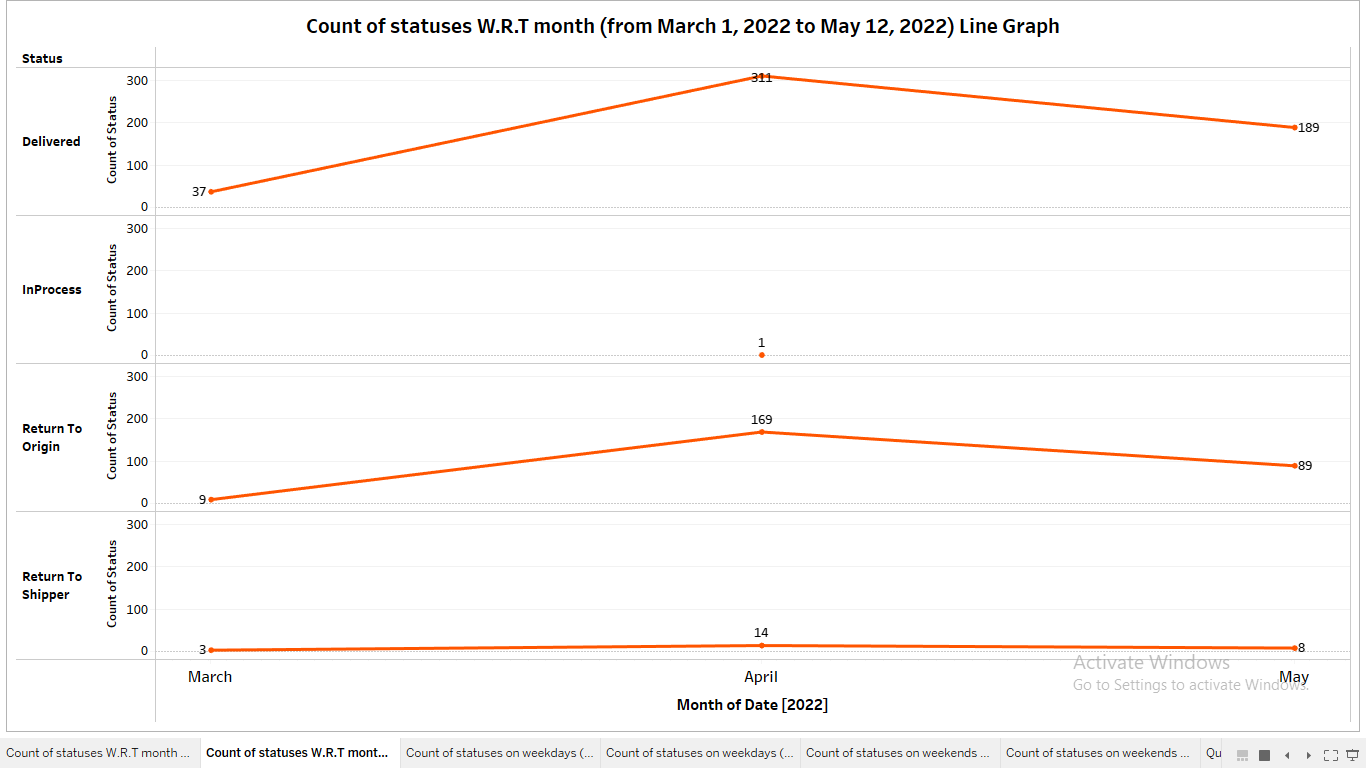 Count of statuses W.R.T month (from March 1, 2022 to May 12, 2022) Line Graph
Status
Delivered
Count of Status
300
200
100
0
37
311
189
InProcess
Count of Status
300
200
100
0
1
Return To
Origin
Count of Status
300
200
100
0
9
169
89
Return To
Shipper
Count of Status
300
200
100
0
3
14
8
March
April
May
Month of Date [2022]
Activate Windows
Go to Settings to activate Windows.
Count of statuses W.R.T month ...
Count of statuses W.R.T mont...
Count of statuses on weekdays (...
Count of statuses on weekdays (...
Count of statuses on weekends ...
Count of statuses on weekends ...
Qu